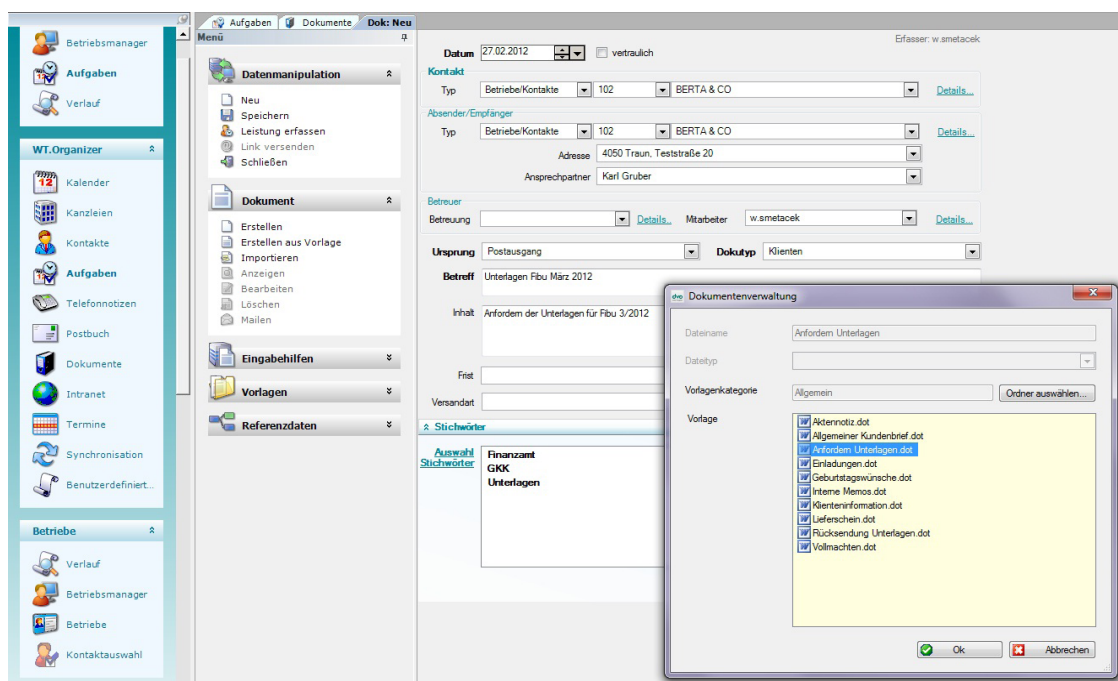 Betriebsmanager
Aufgaben
Verlauf
WT.Organizer
Kalender
Kanzleien
Kontakte
Aufgaben
Telefonnotizen
Postbuch
Dokumente
Intranet
Termine
Synchronisation
Benutzerdefiniert...
Betriebe
Verlauf
Betriebsmanager
Betriebe
Kontaktauswahl
Aufgaben Dokumente Dok: Neu
Menü
Datenmanipulation
Neu
Speichern
Leistung erfassen
Link versenden
Schließen
Dokument
Erstellen
Erstellen aus Vorlage
Importieren
Anzeigen
Bearbeiten
Löschen
Mailen
Eingabehilfen
Vorlagen
Referenzdaten
Erfasser: w.smetacek
Datum 27.02.2012 vertraulich
Kontakt
Typ Betriebe/Kontakte 102 BERTA & CO Details...
Absender/Empfänger
Typ Betriebe/Kontakte 102 BERTA & CO Details...
Adresse 4050 Traun, Teststraße 20
Ansprechpartner Karl Gruber
Betreuer
Betreuung Details.. Mitarbeiter w.smetacek Details...
Ursprung Postausgang Dokutyp Klienten
Betreff Unterlagen Fibu März 2012
Inhalt Anfordern der Unterlagen für Fibu 3/2012
Frist
Versandart
Stichwörter
Auswahl
Stichwörter
Finanzamt
GKK
Unterlagen
dvo Dokumentenverwaltung
Dateiname Anfordern Unterlagen
Dateityp
Vorlagenkategorie Allgemein Ordner auswählen...
Vorlage
Aktennotiz.dot
Allgemeiner Kundenbrief.dot
Anfordern Unterlagen.dot
Einladungen.dot
Geburtstagswünsche.dot
Interne Memos.dot
Klienteninformation.dot
Lieferschein.dot
Rücksendung Unterlagen.dot
Vollmachten.dot
Ok Abbrechen